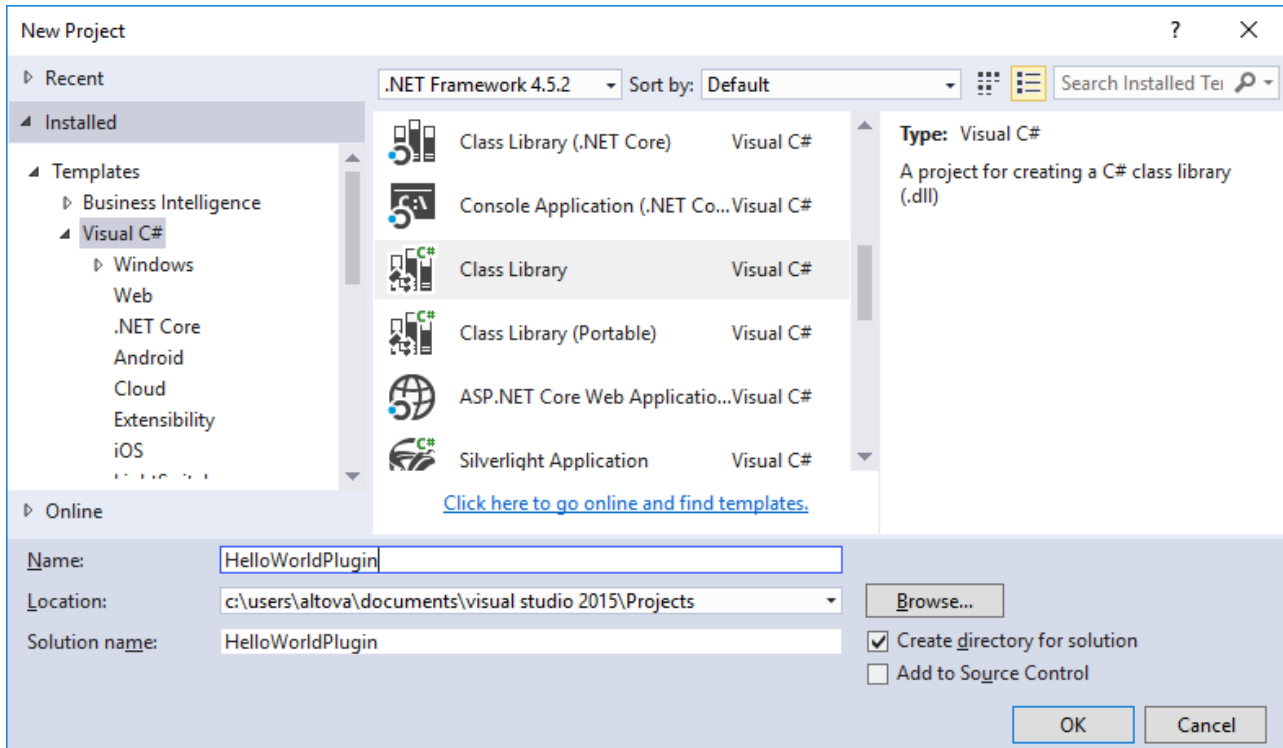 New Project
?
Recent
.NET Framework 4.5.2
Sort by:
Default
Search Installed Te
Installed
Templates
Business Intelligence
Visual C#
Windows
Web
.NET Core
Android
Cloud
Extensibility
iOS
Online
Class Library (.NET Core) Visual C#
Console Application (.NET Co... Visual C#
Class Library Visual C#
Class Library (Portable) Visual C#
ASP.NET Core Web Applicatio... Visual C#
Silverlight Application Visual C#
Click here to go online and find templates.
Type: Visual C#
A project for creating a C# class library
(.dll)
Name: HelloWorldPlugin
Location: c:\users\altova\documents\visual studio 2015\Projects
Browse...
Solution name: HelloWorldPlugin
Create directory for solution
Add to Source Control
OK
Cancel